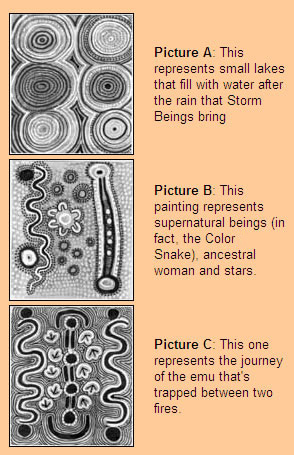 Picture A: This
represents small lakes
that fill with water after
the rain that Storm
Beings bring
Picture B: This
painting represents
supernatural beings (in
fact, the Color
Snake), ancestral
woman and stars.
Picture C: This one
represents the journey
of the emu that's
trapped between two
fires.